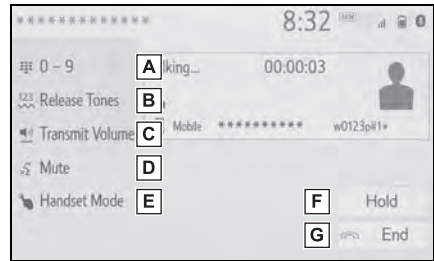 ************* 8:32
0 – 9 A lking... 00:00:03
123 Release Tones B
Transmit Volume C Mobile ********** w0123p#1*
Mute D
Handset Mode E
F Hold
G End